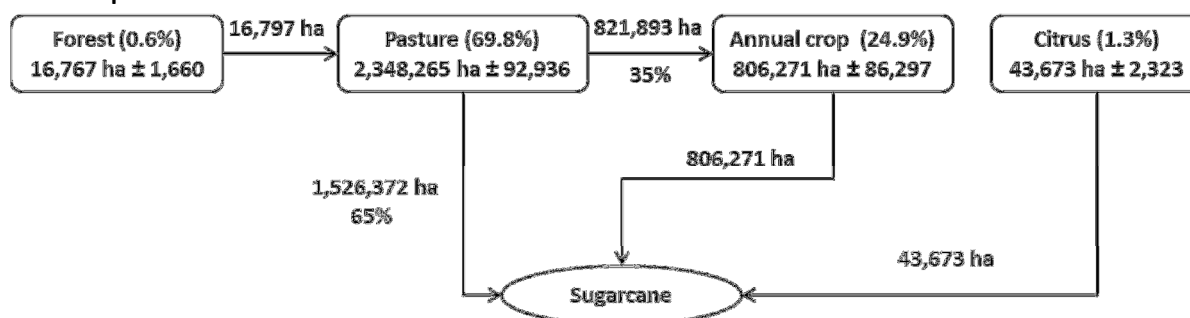 Forest (0.6%)
16,767 ha ± 1,660
16,797 ha
Pasture (69.8%)
2,348,265 ha ± 92,936
821,893 ha
35%
Annual crop (24.9%)
806,271 ha ± 86,297
Citrus (1.3%)
43,673 ha ± 2,323
1,526,372 ha
65%
806,271 ha
43,673 ha
Sugarcane